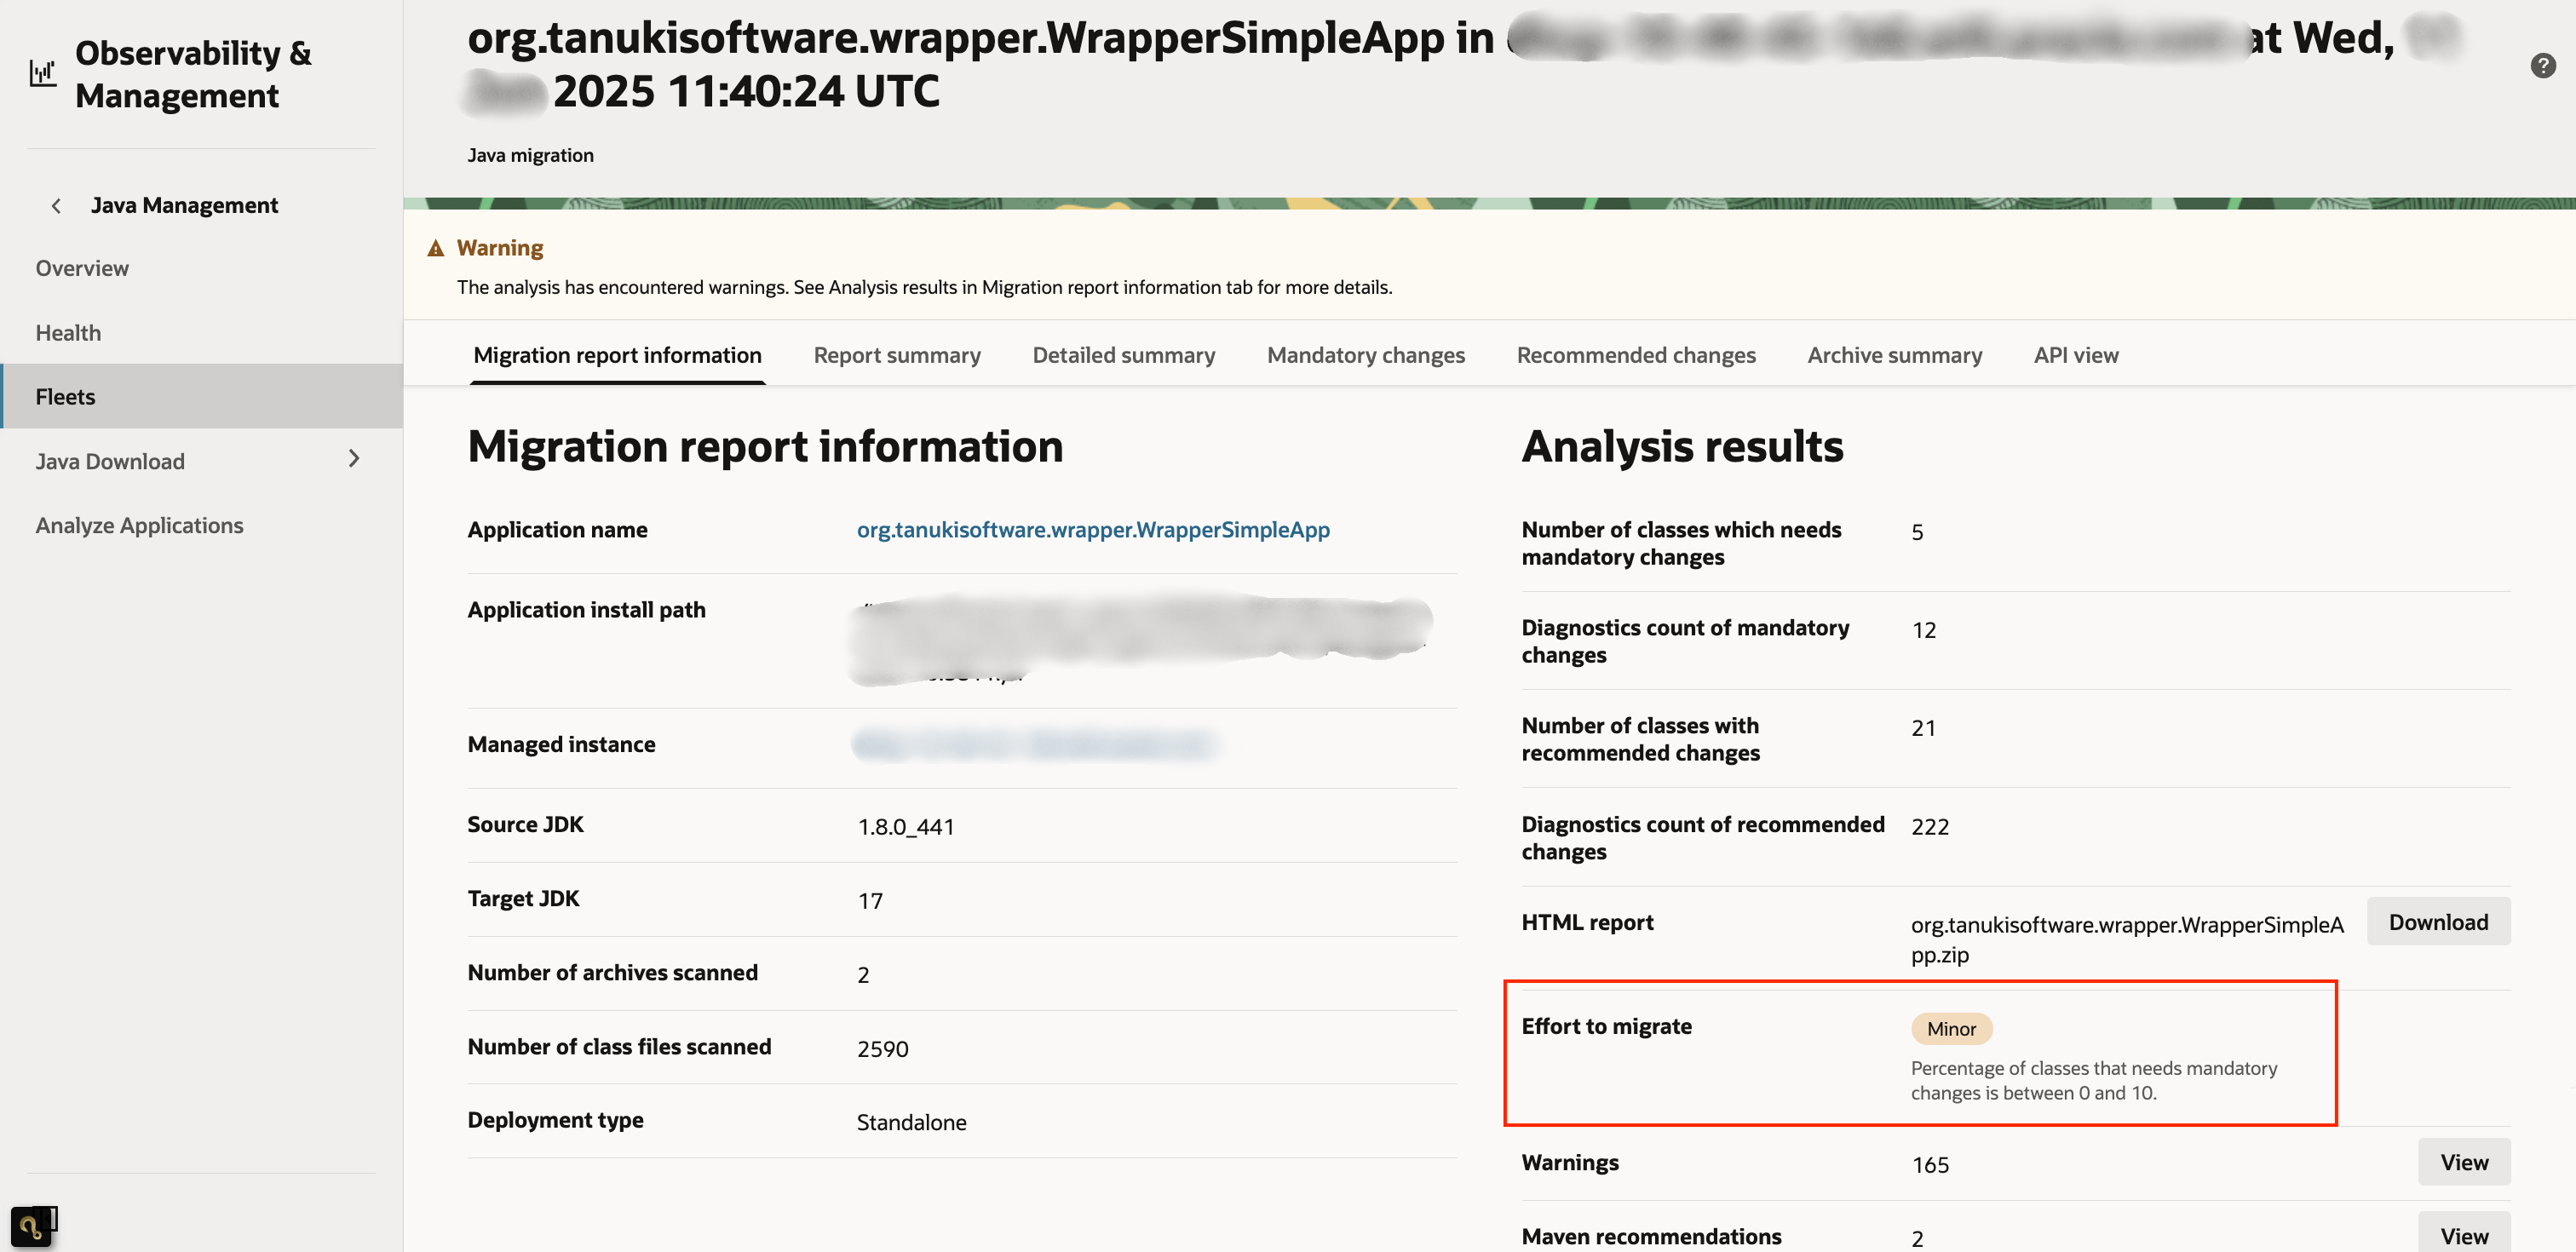 Observability &
Management
Java Management
Overview
Health
Fleets
Java Download
Analyze Applications
org.tanukisoftware.wrapper.WrapperSimpleApp in at Wed,
2025 11:40:24 UTC
Java migration
Warning
The analysis has encountered warnings. See Analysis results in Migration report information tab for more details.
Migration report information Report summary Detailed summary Mandatory changes Recommended changes Archive summary API view
Migration report information
Application name org.tanukisoftware.wrapper.WrapperSimpleApp
Application install path
Managed instance
Source JDK 1.8.0_441
Target JDK 17
Number of archives scanned 2
Number of class files scanned 2590
Deployment type Standalone
Analysis results
Number of classes which needs 5
mandatory changes
Diagnostics count of mandatory 12
changes
Number of classes with 21
recommended changes
Diagnostics count of recommended 222
changes
HTML report org.tanukisoftware.wrapper.WrapperSimpleA Download
pp.zip
Effort to migrate Minor
Percentage of classes that needs mandatory
changes is between 0 and 10.
Warnings 165 View
Maven recommendations 2 View